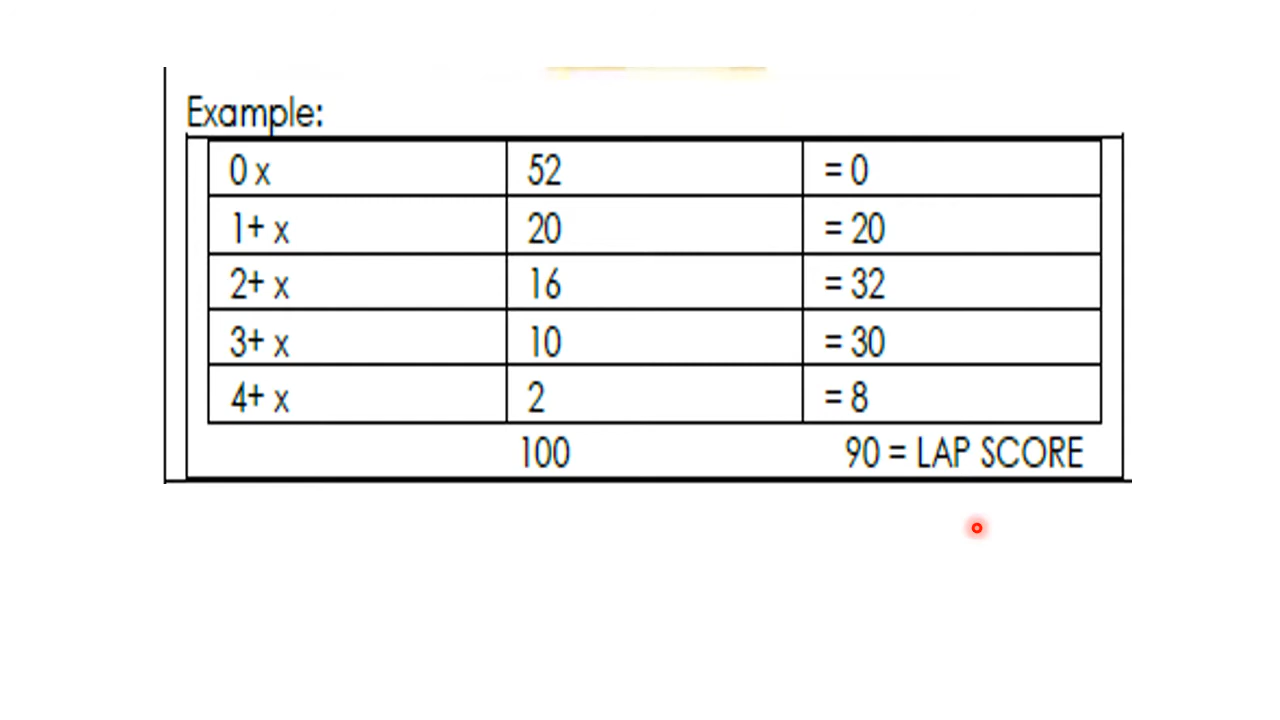 Example:
0 x 52 = 0
1+ x 20 = 20
2+ x 16 = 32
3+ x 10 = 30
4+ x 2 = 8
100 90 = LAP SCORE